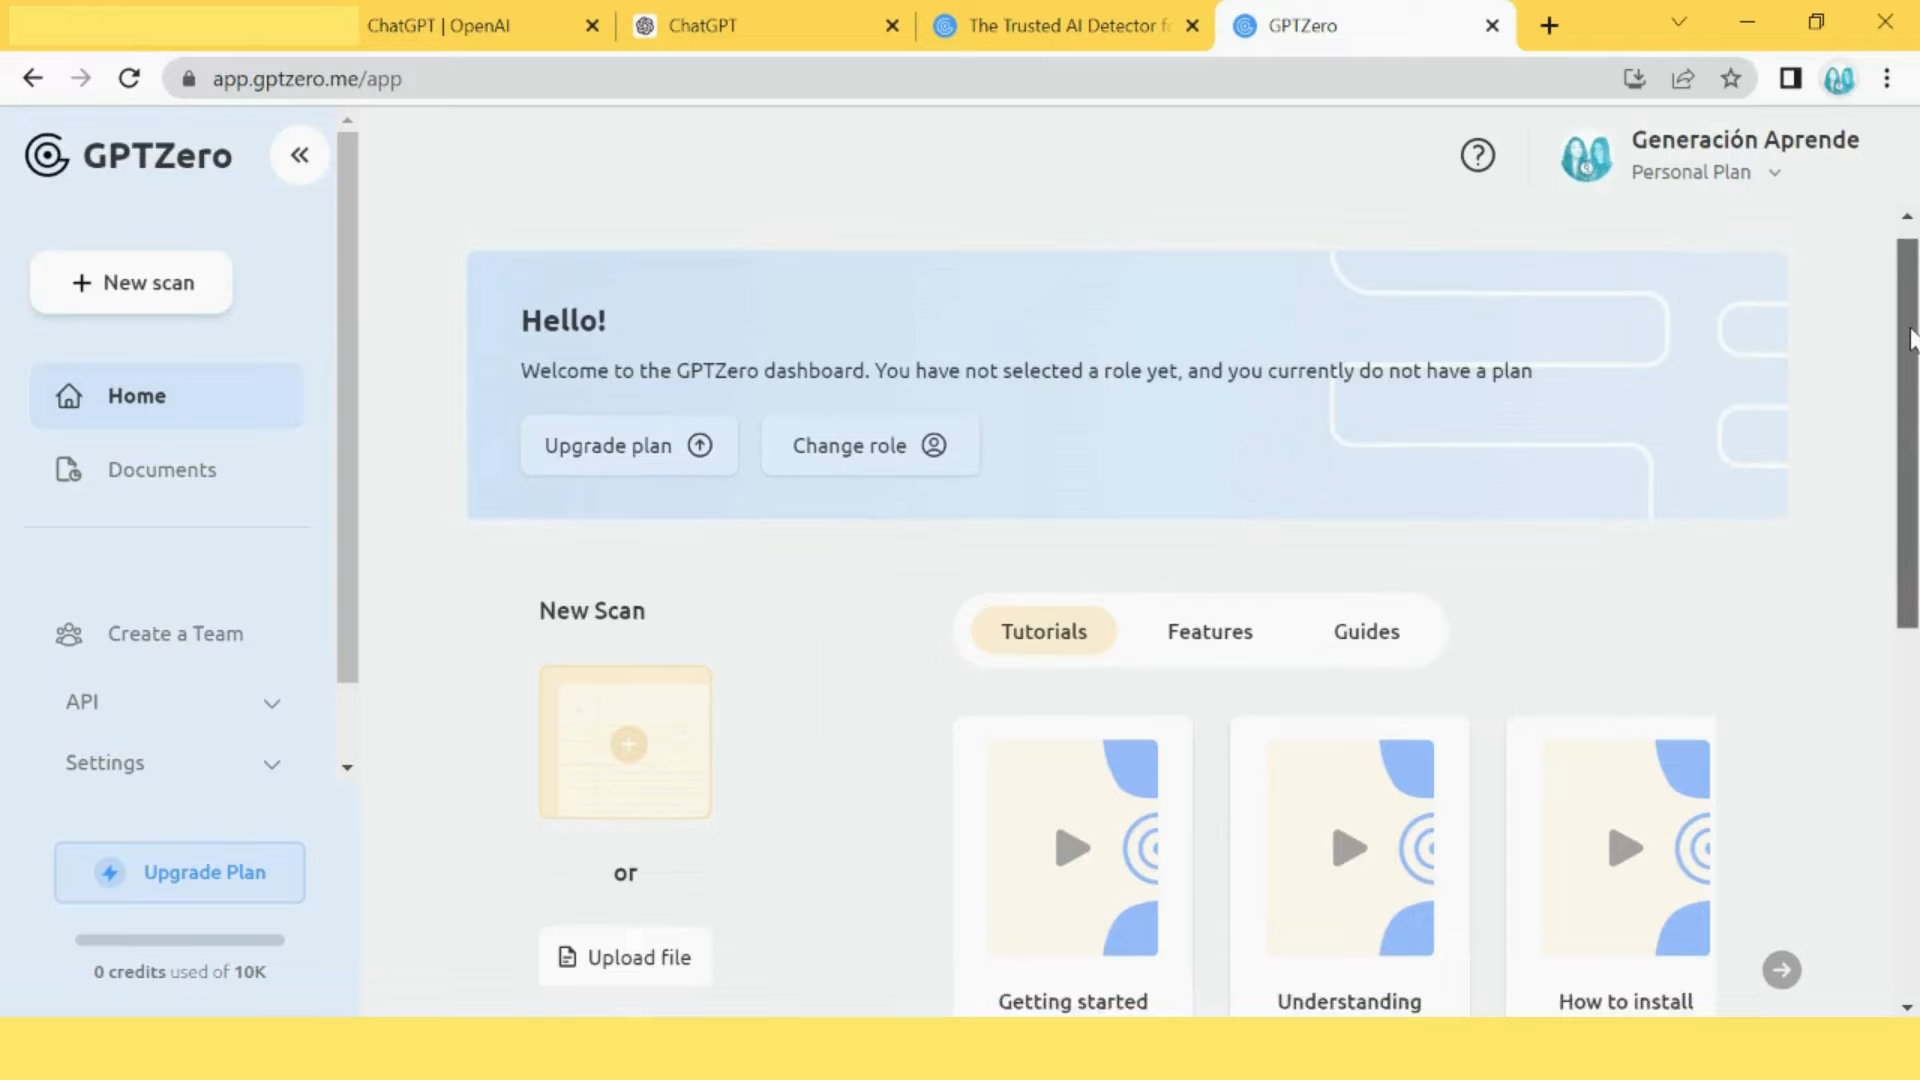 ChatGPT | OpenAI
ChatGPT
The Trusted AI Detector fo
GPTZero
app.gptzero.me/app
GPTZero
Generación Aprende
Personal Plan
+ New scan
Home
Documents
Create a Team
API
Settings
Upgrade Plan
0 credits used of 10K
Hello!
Welcome to the GPTZero dashboard. You have not selected a role yet, and you currently do not have a plan
Upgrade plan
Change role
New Scan
or
Upload file
Tutorials
Features
Guides
Getting started
Understanding
How to install